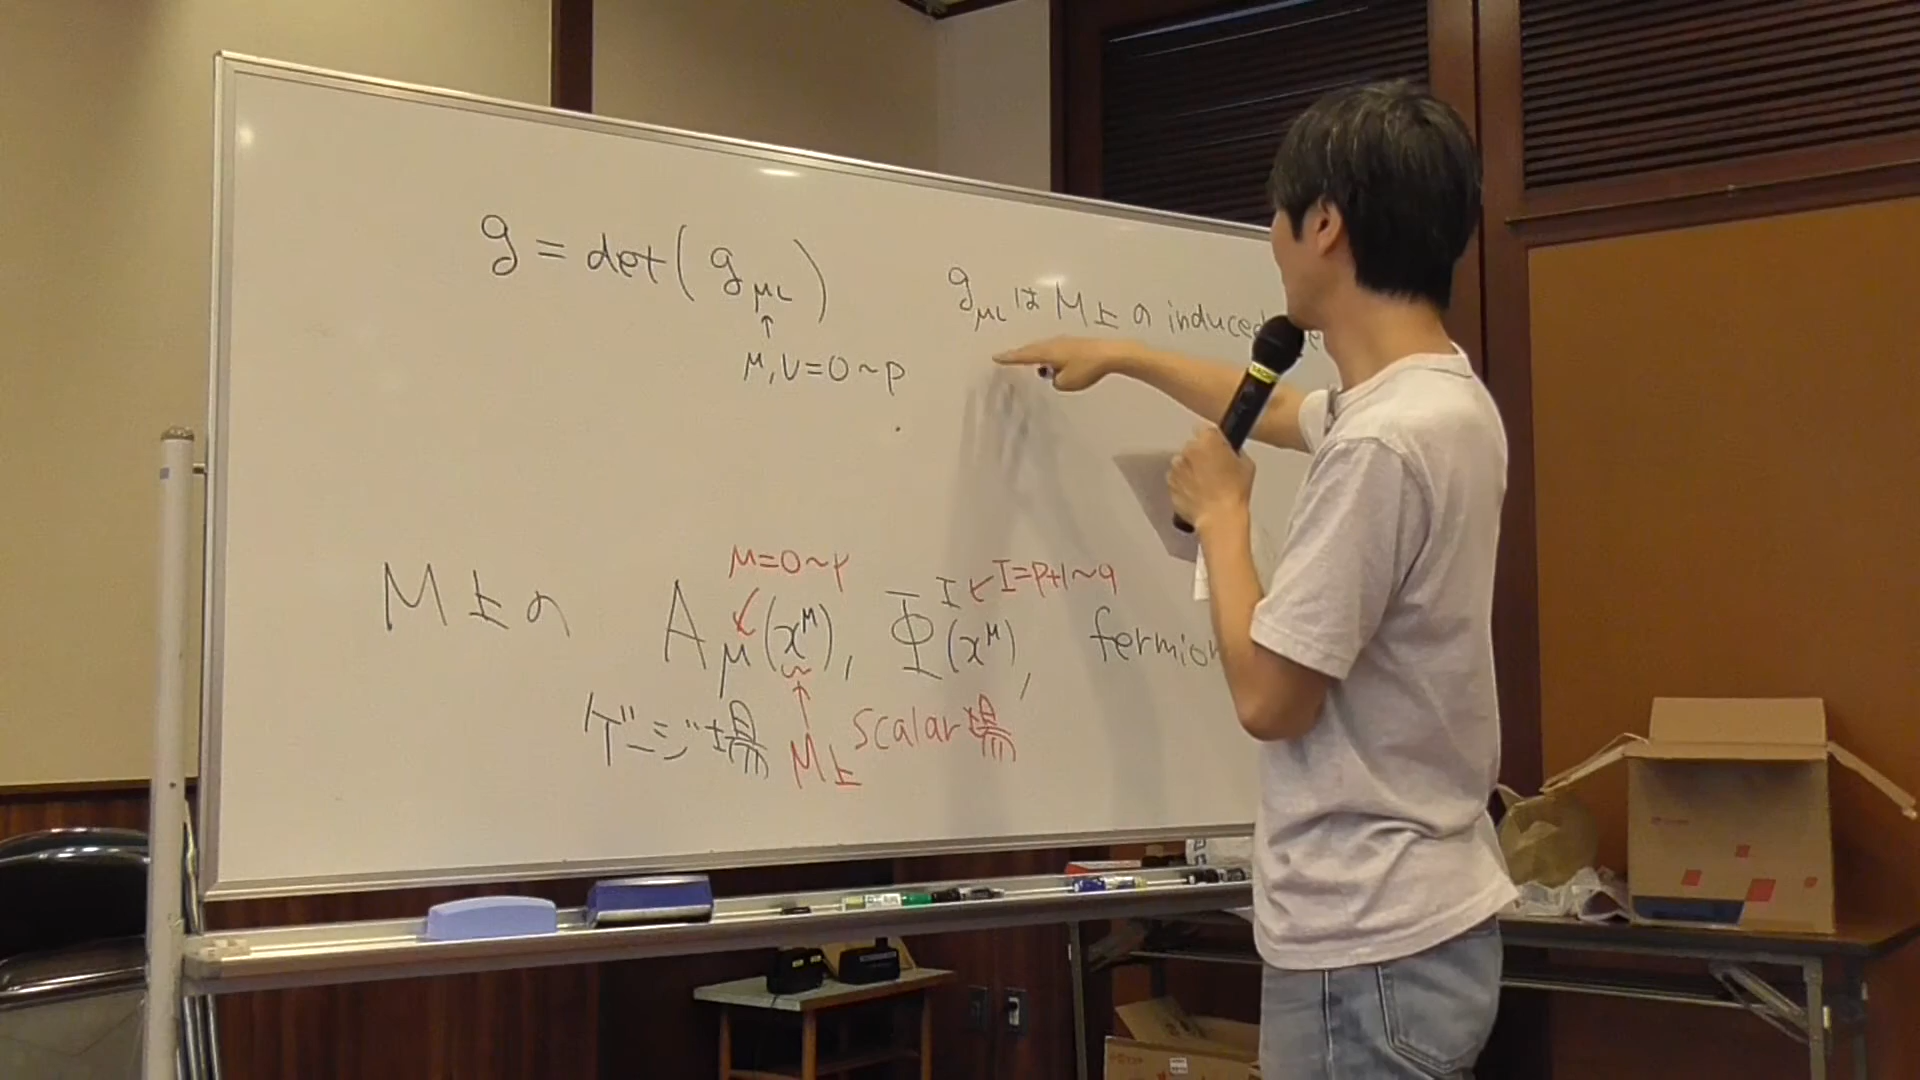 g = det(g_μν)
↑
μ,ν=0~p
g_μν は M上の induced
M上の A_μ(x^μ), Φ^I(x^μ), fermion
μ=0~p
I=p+1~9
ゲージ場
M上
scalar場